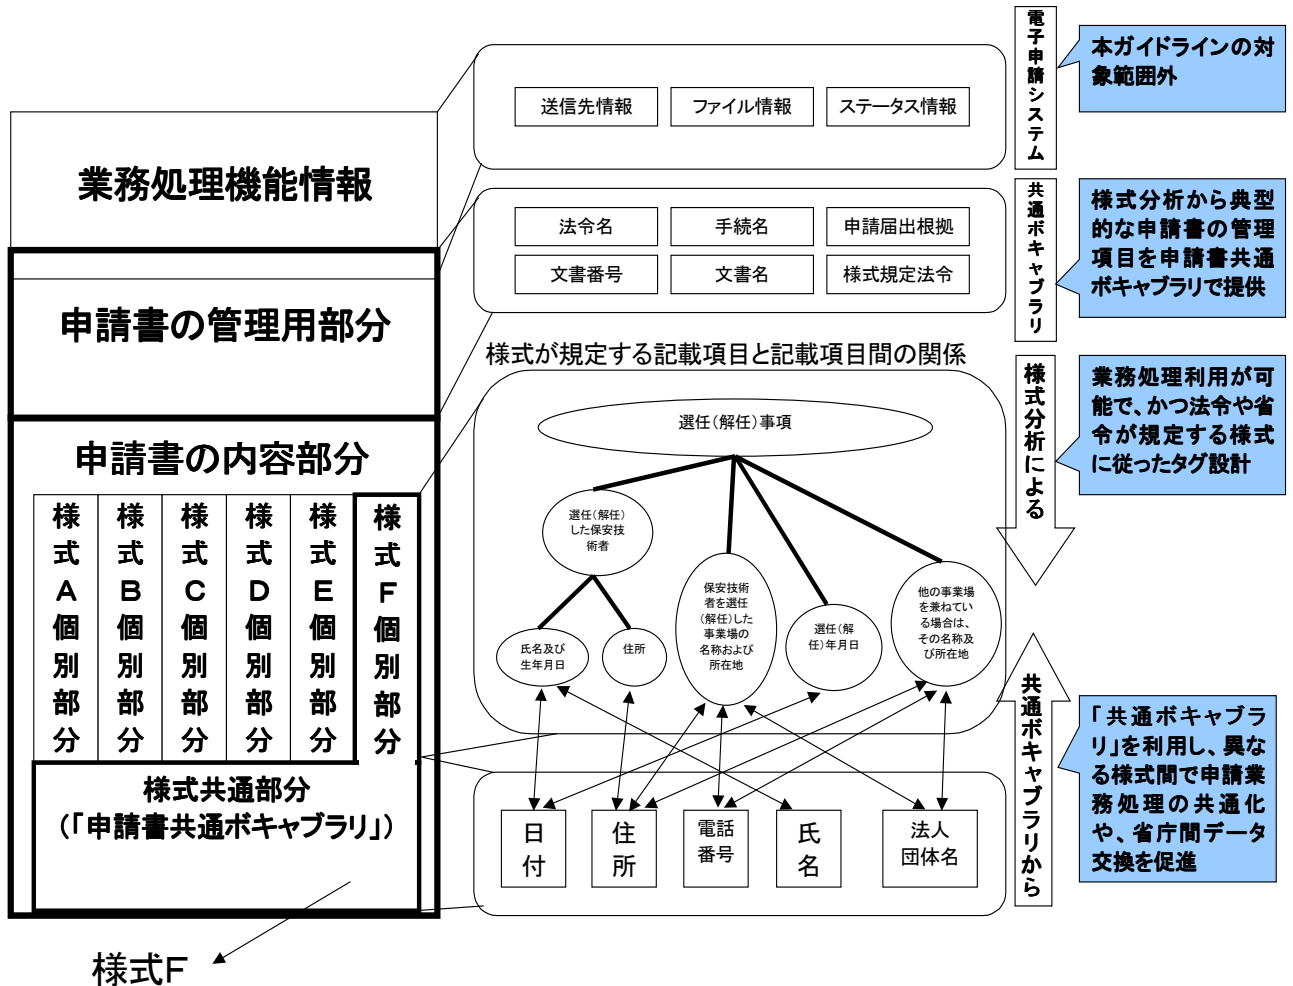 業務処理機能情報
申請書の管理用部分
申請書の内容部分
様式A個別部分
様式B個別部分
様式C個別部分
様式D個別部分
様式E個別部分
様式F個別部分
様式共通部分
(「申請書共通ボキャブラリ」)
様式F
送信先情報
ファイル情報
ステータス情報
法令名
手続名
申請届出根拠
文書番号
文書名
様式規定法令
様式が規定する記載項目と記載項目間の関係
選任(解任)事項
選任(解任)
した保安技
術者
氏名及び
生年月日
住所
保安技術
者を選任
(解任)した
事業場の
名称および
所在地
選任(解
任)年月日
他の事業場
を兼ねてい
る場合は、
その名称及
び所在地
日
付
住
所
電話
番号
氏
名
法人
団体名
電子申請システム
共通ボキャブラリ
様式分析による
共通ボキャブラリから
本ガイドラインの対
象範囲外
様式分析から典型
的な申請書の管理
項目を申請書共通
ボキャブラリで提供
業務処理利用が可
能で、かつ法令や省
令が規定する様式
に従ったタグ設計
「共通ボキャブラ
リ」を利用し、異な
る様式間で申請業
務処理の共通化
や、省庁間データ
交換を促進